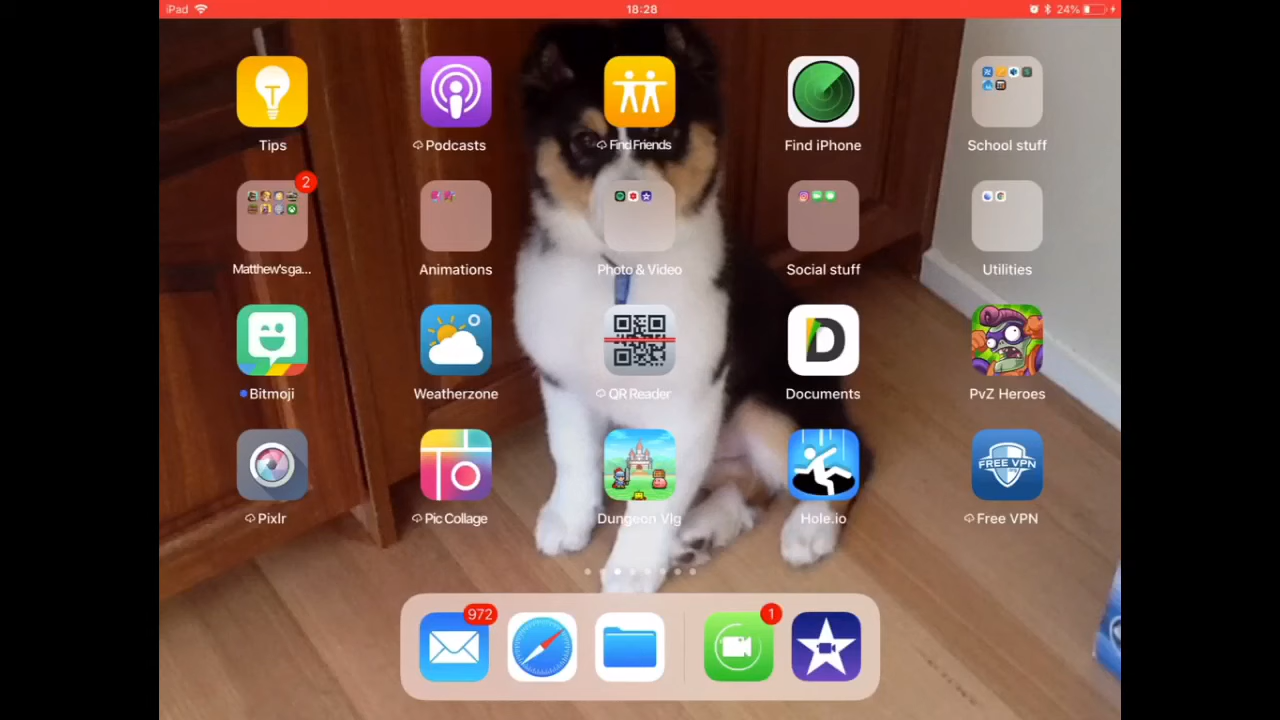 iPad 18:28 24%
Tips Podcasts Find Friends Find iPhone School stuff
2
Matthew's ga... Animations Photo & Video Social stuff Utilities
Bitmoji Weatherzone QR Reader Documents PvZ Heroes
FREE VPN
Pixlr Pic Collage Dungeon Vlg Hole.io Free VPN
972 1